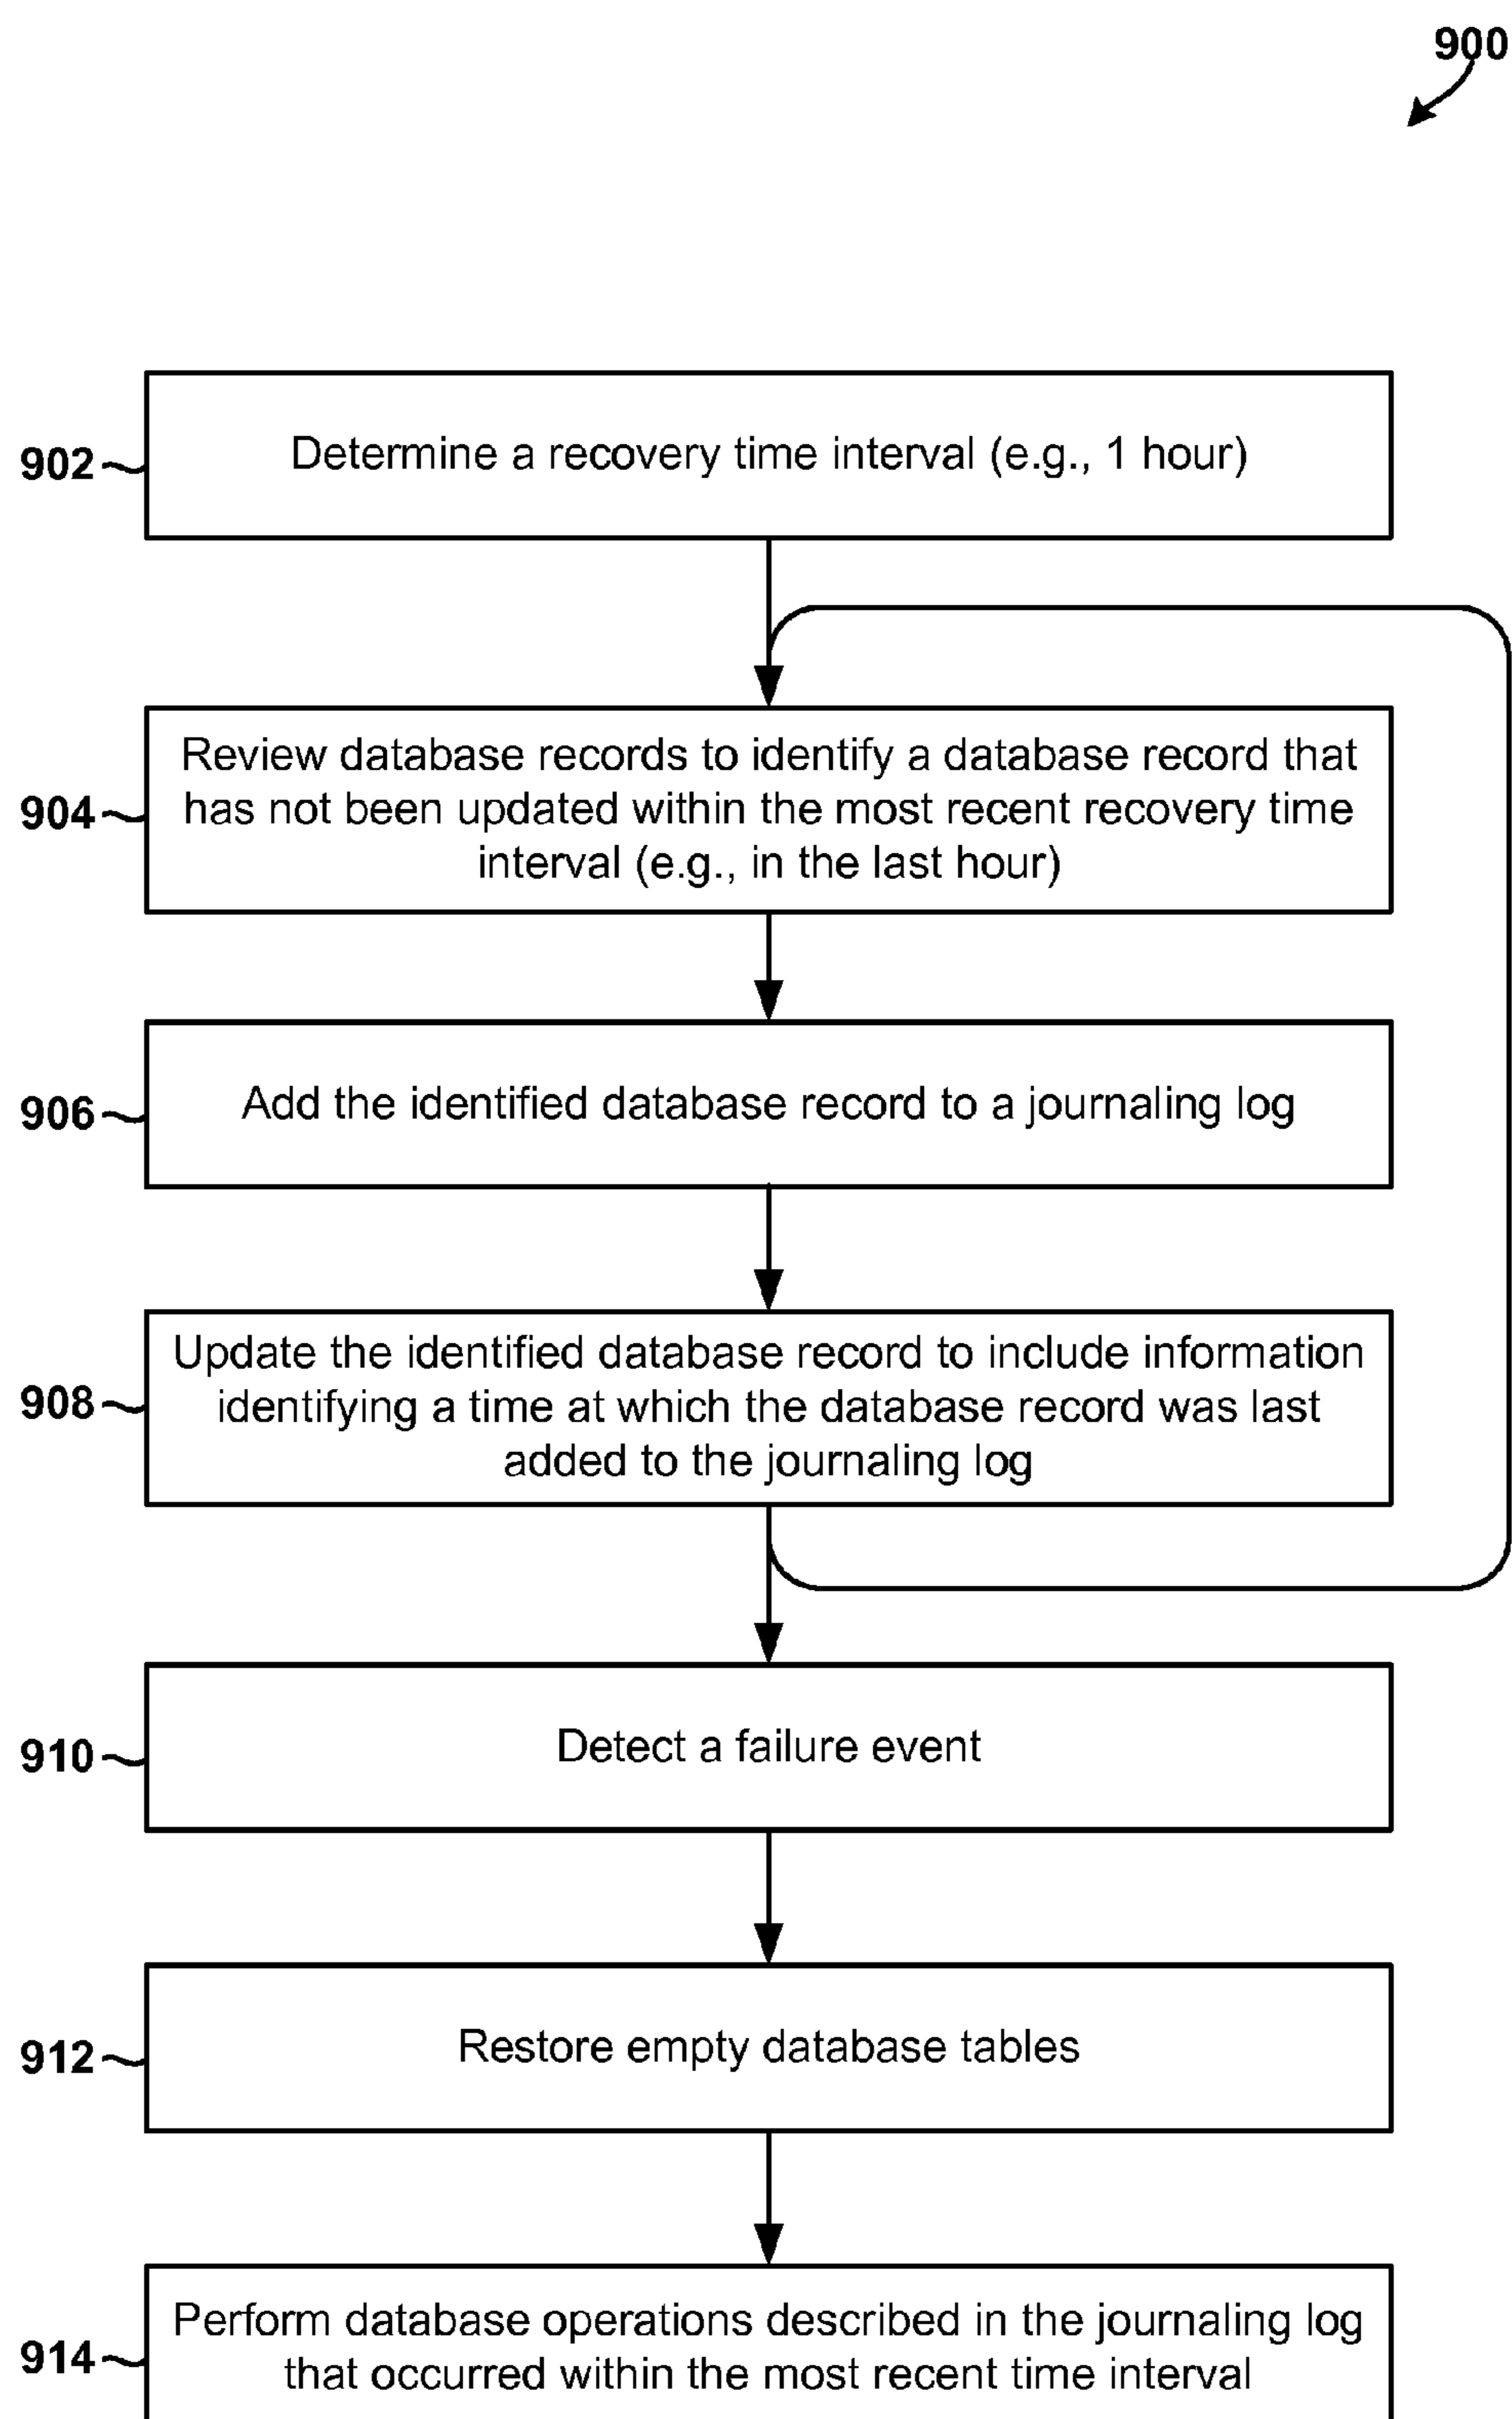 900
902
Determine a recovery time interval (e.g., 1 hour)
904
Review database records to identify a database record that
has not been updated within the most recent recovery time
interval (e.g., in the last hour)
906
Add the identified database record to a journaling log
908
Update the identified database record to include information
identifying a time at which the database record was last
added to the journaling log
910
Detect a failure event
912
Restore empty database tables
914
Perform database operations described in the journaling log
that occurred within the most recent time interval